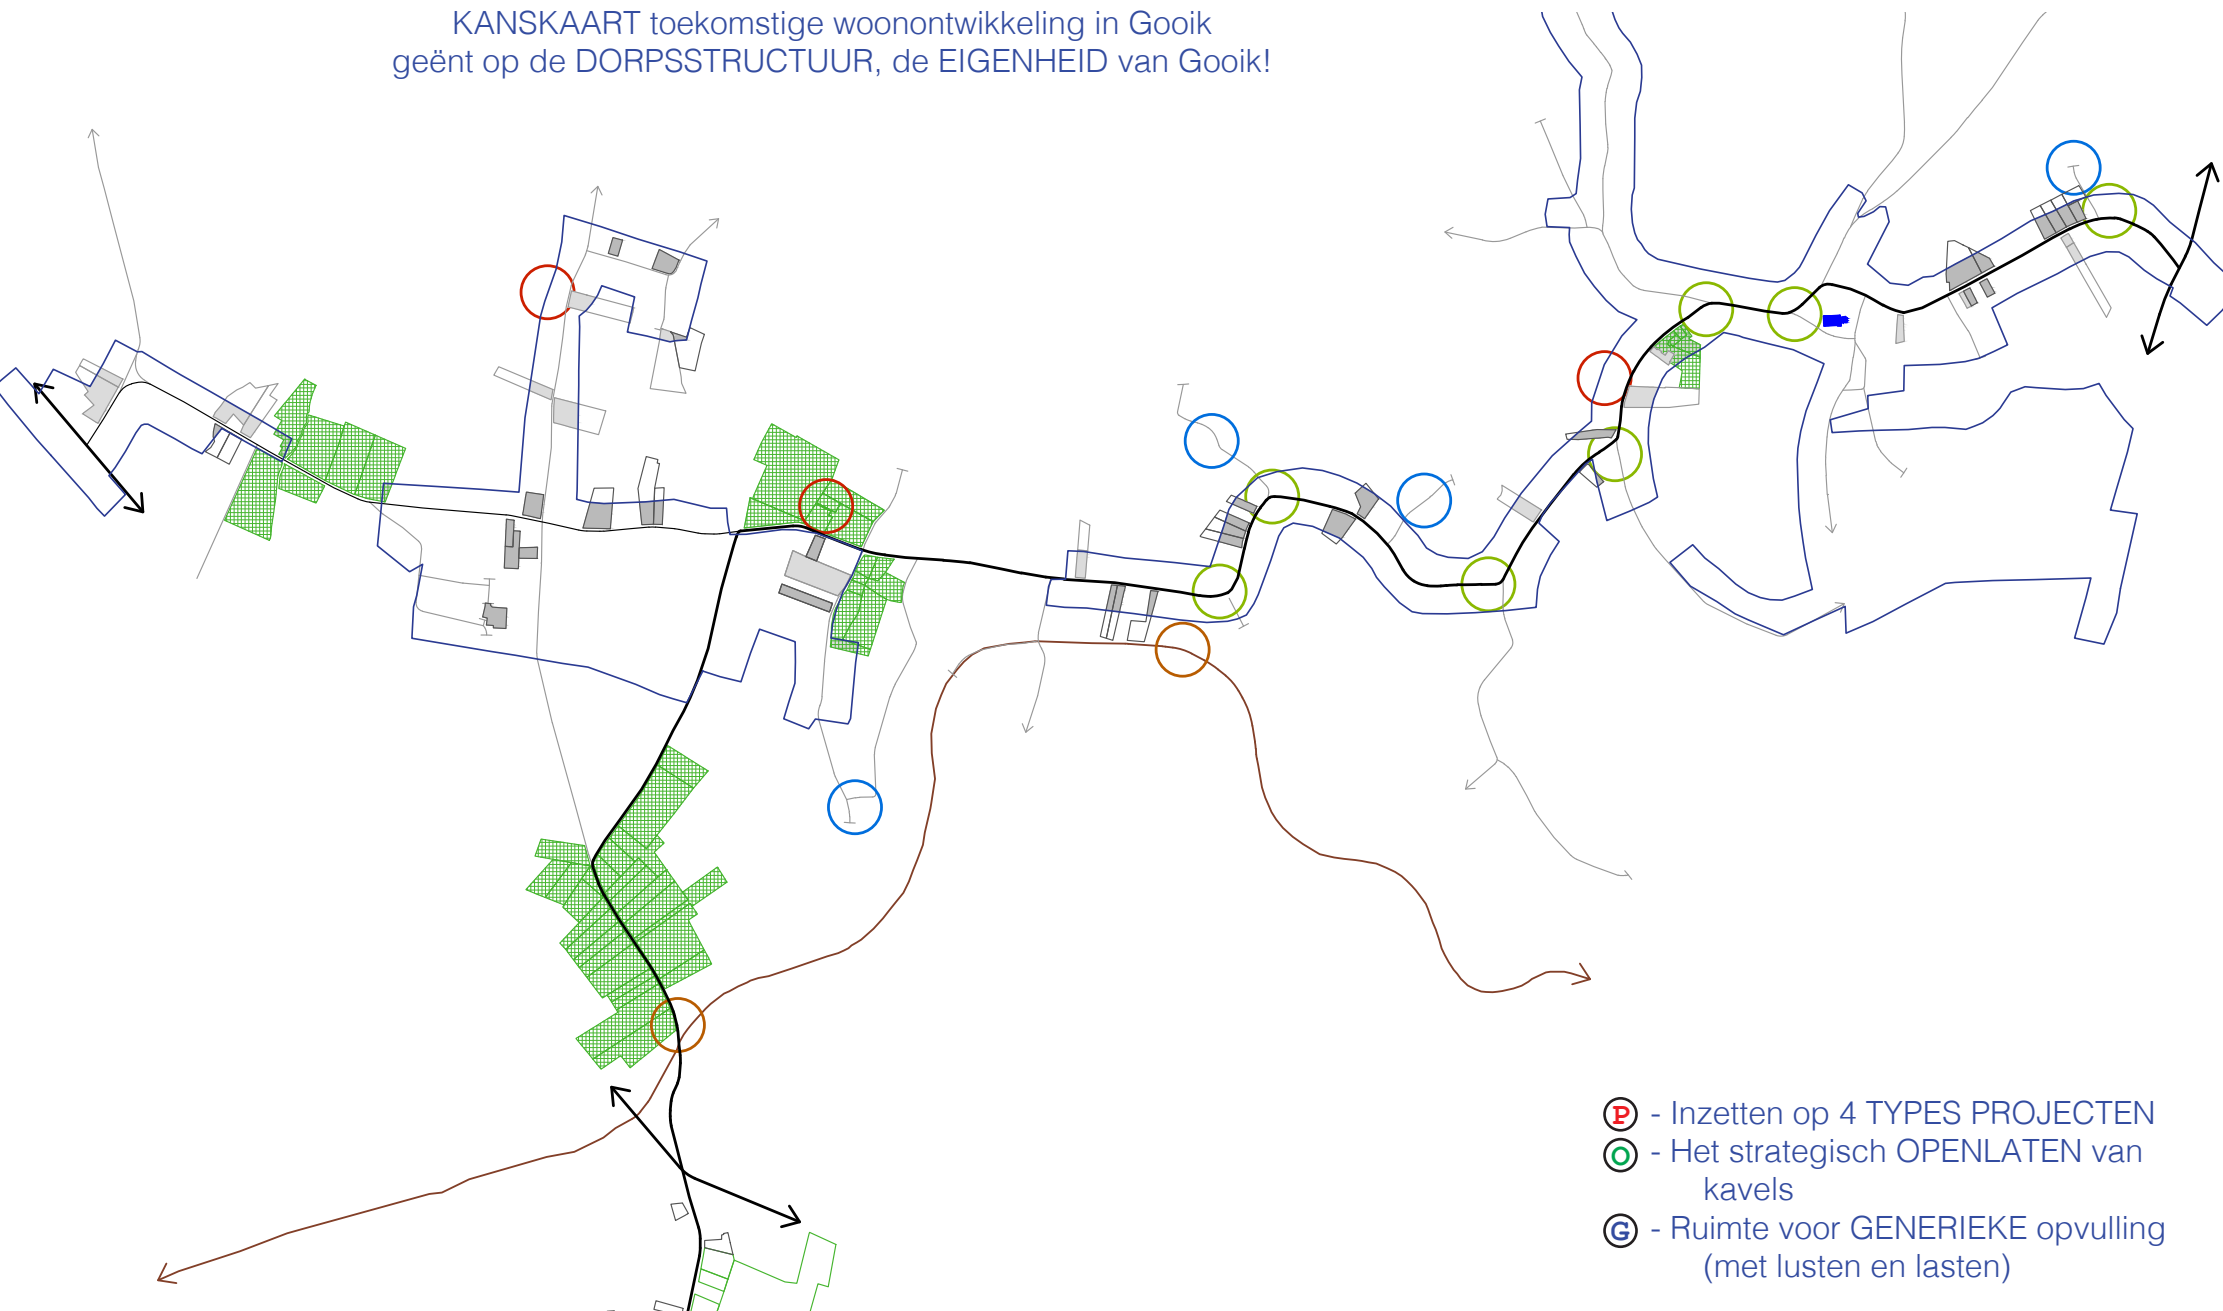 KANSKAART toekomstige woonontwikkeling in Gooik
geënt op de DORPSSTRUCTUUR, de EIGENHEID van Gooik!
P - Inzetten op 4 TYPES PROJECTEN
O - Het strategisch OPENLATEN van
kavels
G - Ruimte voor GENERIEKE opvulling
(met lusten en lasten)